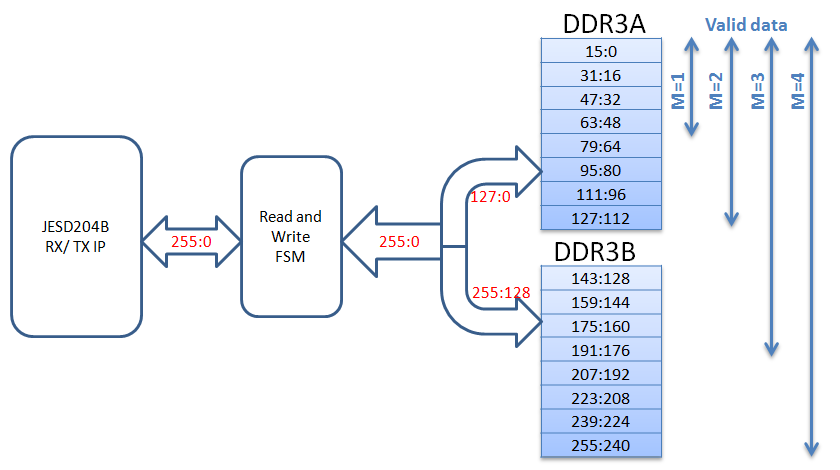 JESD204B
RX/ TX IP
255:0
Read and
Write
FSM
255:0
127:0
255:128
DDR3A
15:0
31:16
47:32
63:48
79:64
95:80
111:96
127:112
DDR3B
143:128
159:144
175:160
191:176
207:192
223:208
239:224
255:240
Valid data
M=1
M=2
M=3
M=4